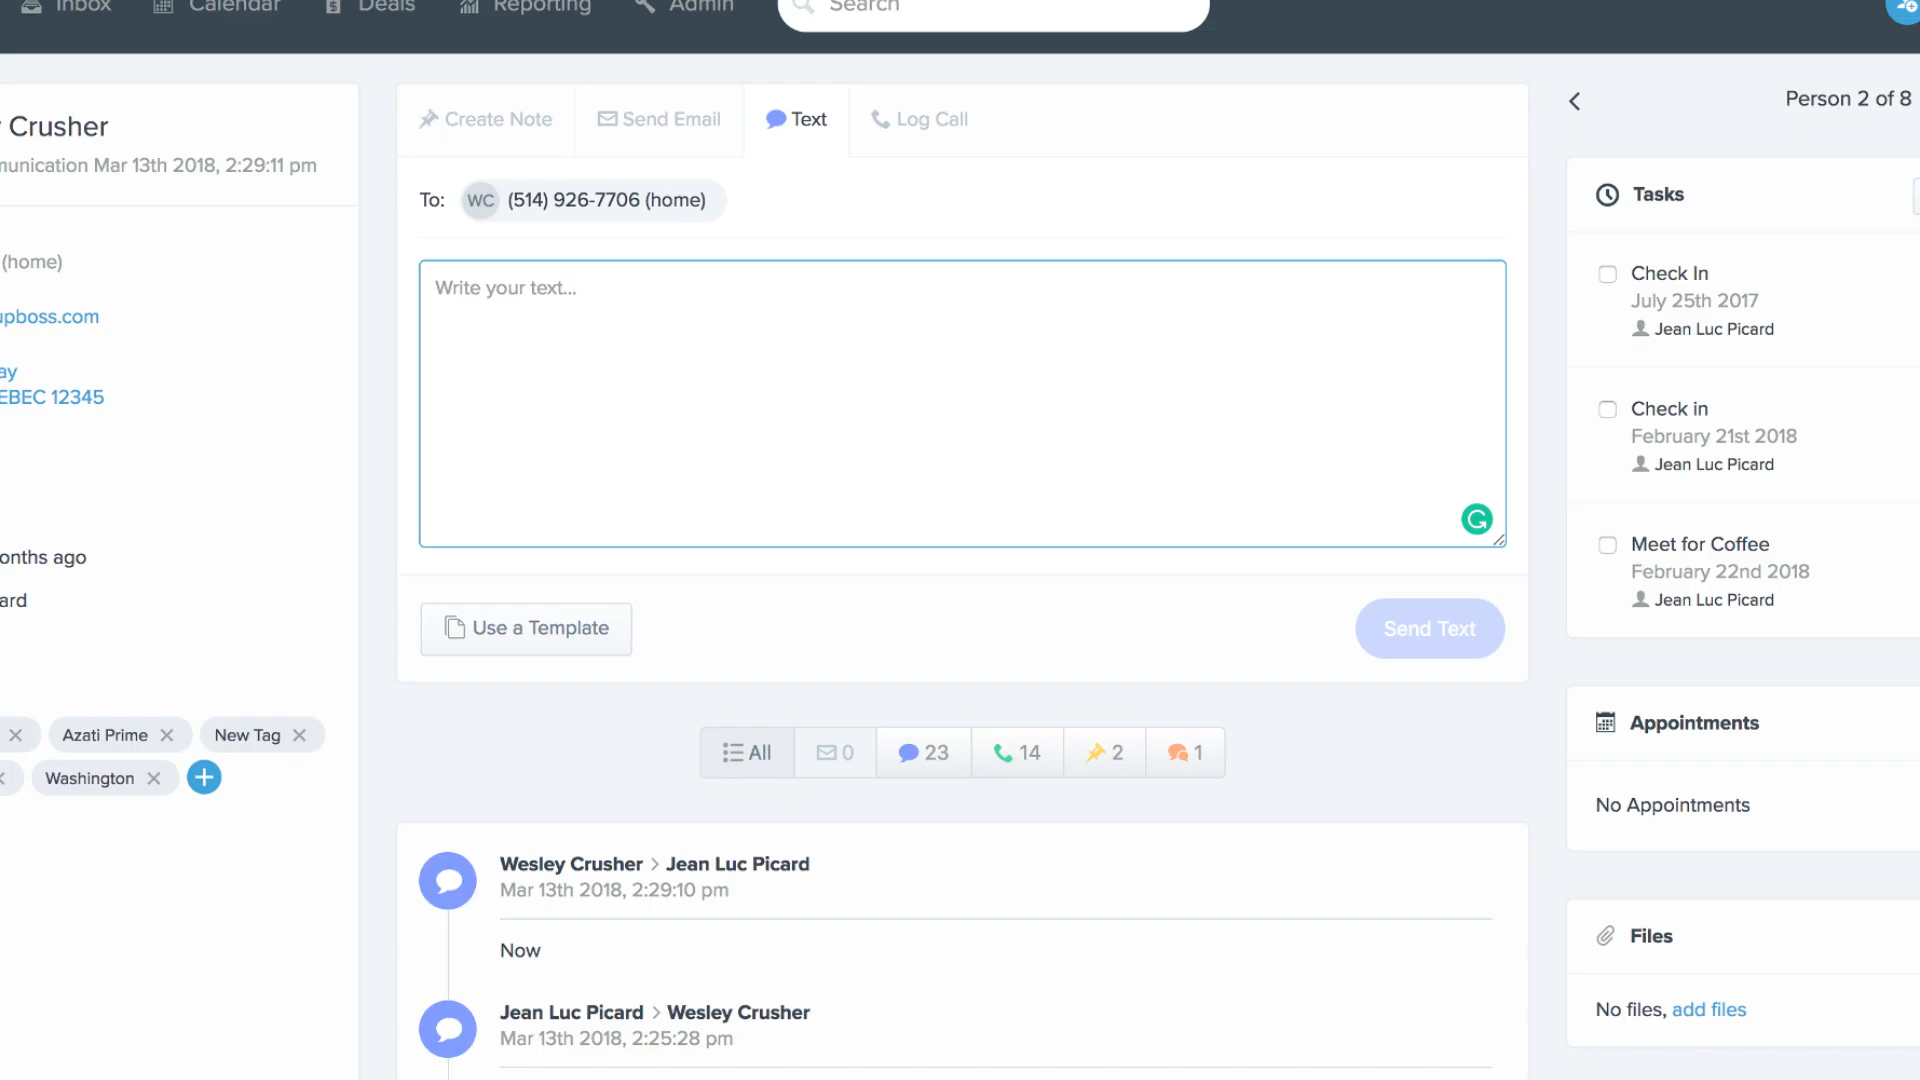 Inbox
Calendar
Deals
Reporting
Admin
Search
Crusher
Mar 13th 2018, 2:29:11 pm
(home)
upboss.com
ay
EBEC 12345
onths ago
ard
Azati Prime
New Tag
Washington
Create Note
Send Email
Text
Log Call
To: WC (514) 926-7706 (home)
Write your text...
Use a Template
Send Text
All
0
23
14
2
1
Wesley Crusher > Jean Luc Picard
Mar 13th 2018, 2:29:10 pm
Now
Jean Luc Picard > Wesley Crusher
Mar 13th 2018, 2:25:28 pm
Person 2 of 8
Tasks
Check In
July 25th 2017
Jean Luc Picard
Check in
February 21st 2018
Jean Luc Picard
Meet for Coffee
February 22nd 2018
Jean Luc Picard
Appointments
No Appointments
Files
No files, add files